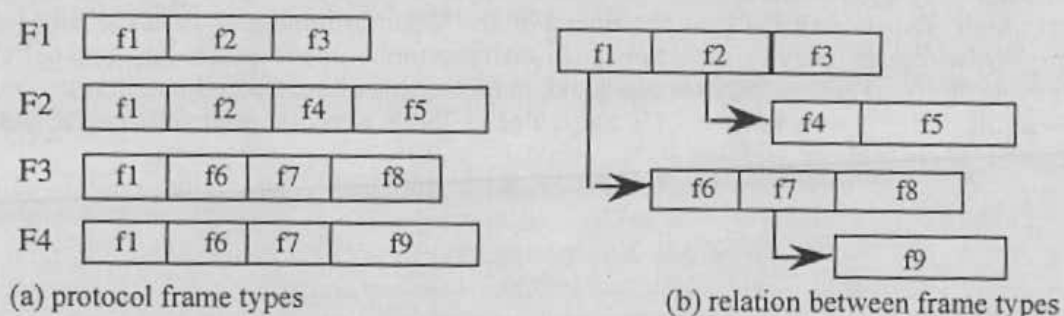 F1 f1 f2 f3
F2 f1 f2 f4 f5
F3 f1 f6 f7 f8
F4 f1 f6 f7 f9
(a) protocol frame types
f1 f2 f3
f4 f5
f6 f7 f8
f9
(b) relation between frame types